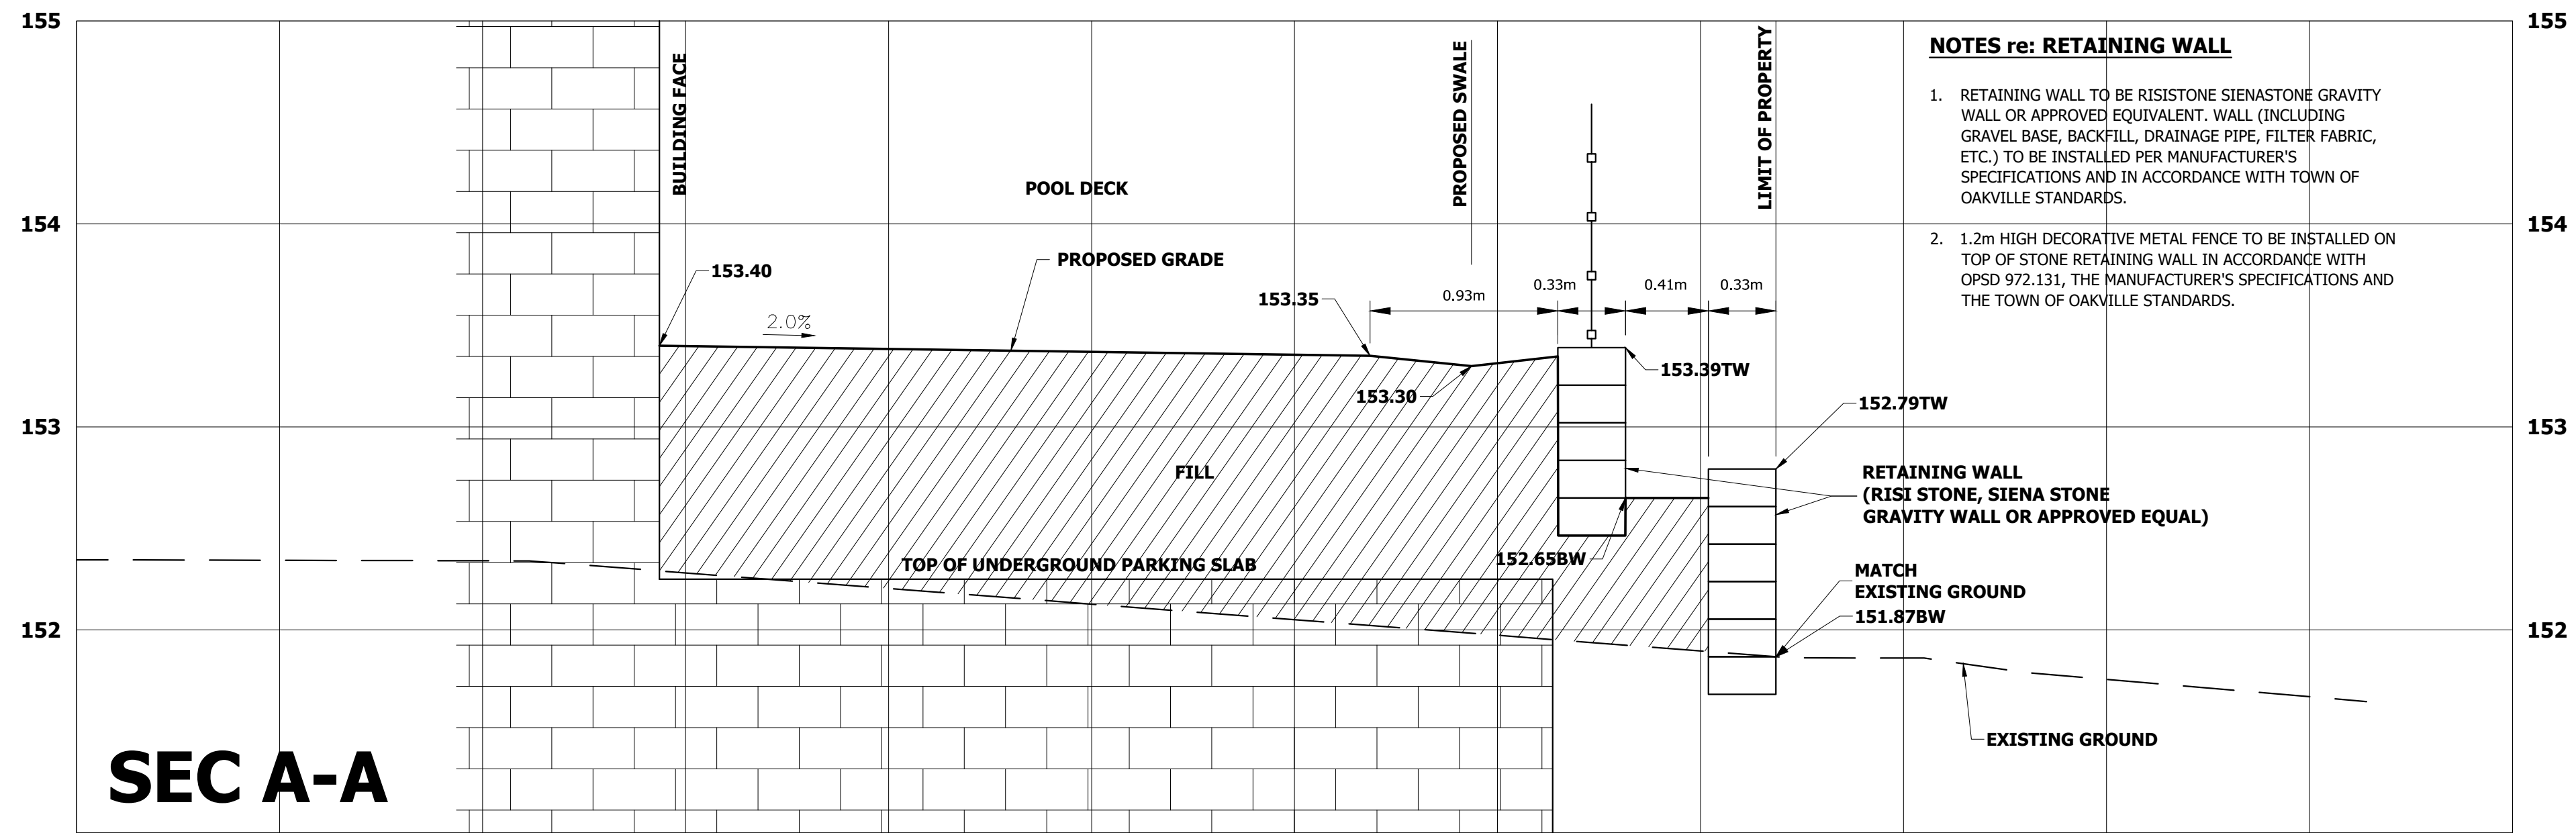 155
155
BUILDING FACE
PROPOSED SWALE
LIMIT OF PROPERTY
NOTES re: RETAINING WALL
1. RETAINING WALL TO BE RISISTONE SIENASTONE GRAVITY
WALL OR APPROVED EQUIVALENT. WALL (INCLUDING
GRAVEL BASE, BACKFILL, DRAINAGE PIPE, FILTER FABRIC,
ETC.) TO BE INSTALLED PER MANUFACTURER'S
SPECIFICATIONS AND IN ACCORDANCE WITH TOWN OF
OAKVILLE STANDARDS.
2. 1.2m HIGH DECORATIVE METAL FENCE TO BE INSTALLED ON
TOP OF STONE RETAINING WALL IN ACCORDANCE WITH
OPSD 972.131, THE MANUFACTURER'S SPECIFICATIONS AND
THE TOWN OF OAKVILLE STANDARDS.
POOL DECK
154
154
153.40
PROPOSED GRADE
2.0%
153.35
0.93m
0.33m
0.41m
0.33m
153.39TW
153.30
152.79TW
153
153
FILL
RETAINING WALL
(RISI STONE, SIENA STONE
GRAVITY WALL OR APPROVED EQUAL)
TOP OF UNDERGROUND PARKING SLAB
152.65BW
MATCH
EXISTING GROUND
151.87BW
152
152
EXISTING GROUND
SEC A-A